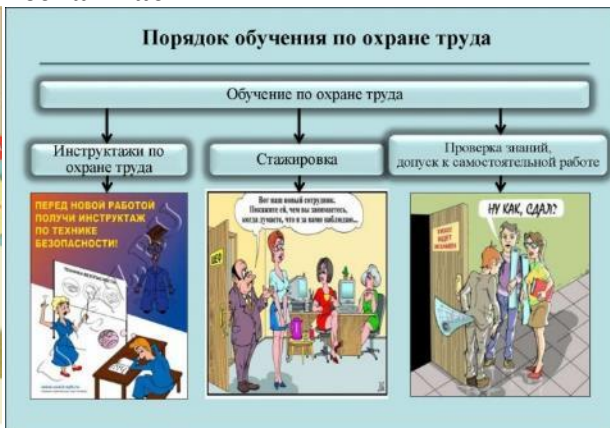 Порядок обучения по охране труда
Обучение по охране труда
Инструктажи по
охране труда
Стажировка
Проверка знаний,
допуск к самостоятельной работе
ПЕРЕД НОВОЙ РАБОТОЙ
ПОЛУЧИ ИНСТРУКТАЖ
ПО ТЕХНИКЕ
БЕЗОПАСНОСТИ!
Вот наш новый сотрудник.
Покажите ей, чем вы занимаетесь,
когда думаете, что я за вами наблюдаю...
ШЕФ
НУ КАК, СДАЛ?